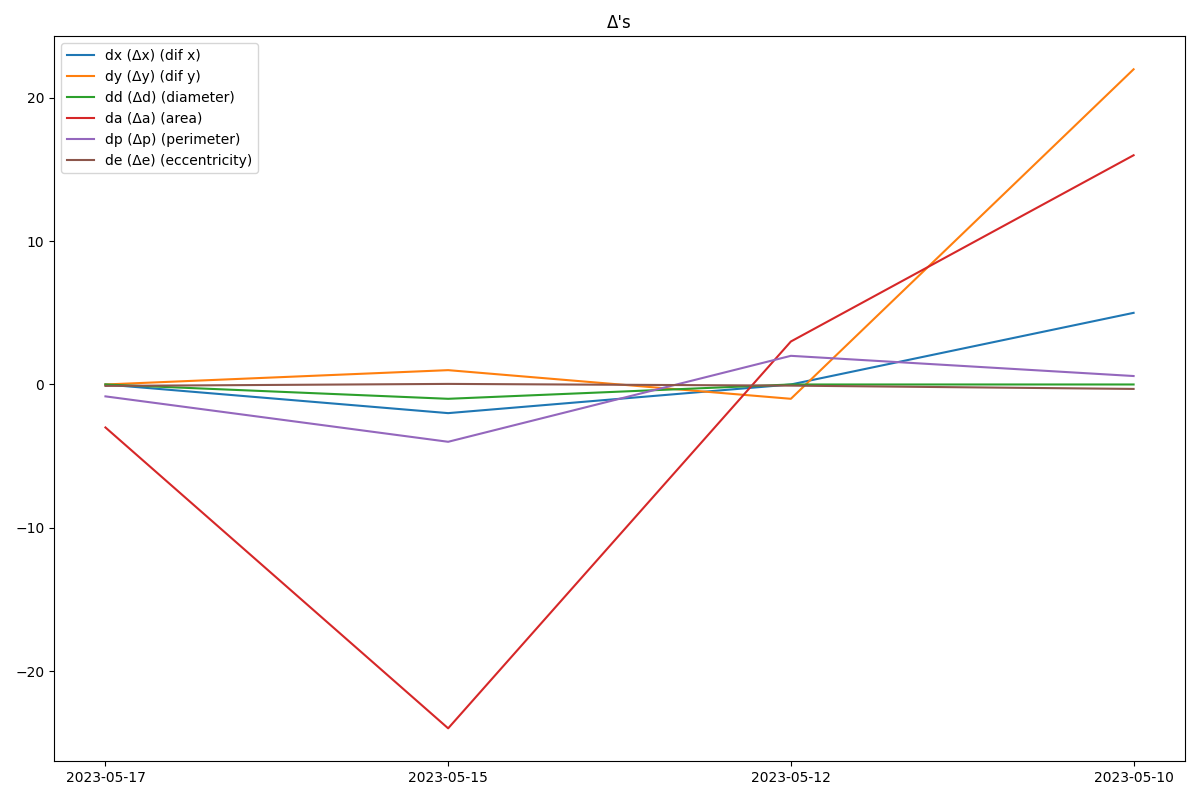 Δ's
dx (Δx) (dif x)
dy (Δy) (dif y)
dd (Δd) (diameter)
da (Δa) (area)
dp (Δp) (perimeter)
de (Δe) (eccentricity)
20
10
0
−10
−20
2023-05-17 2023-05-15 2023-05-12 2023-05-10